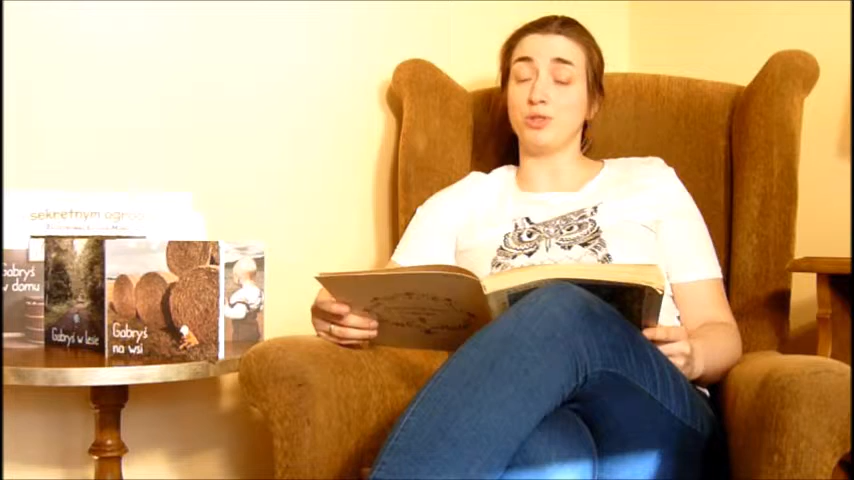 sekretnym ogro
Gabryś
w domu
Gabryś w lesie
Gabryś
na wsi